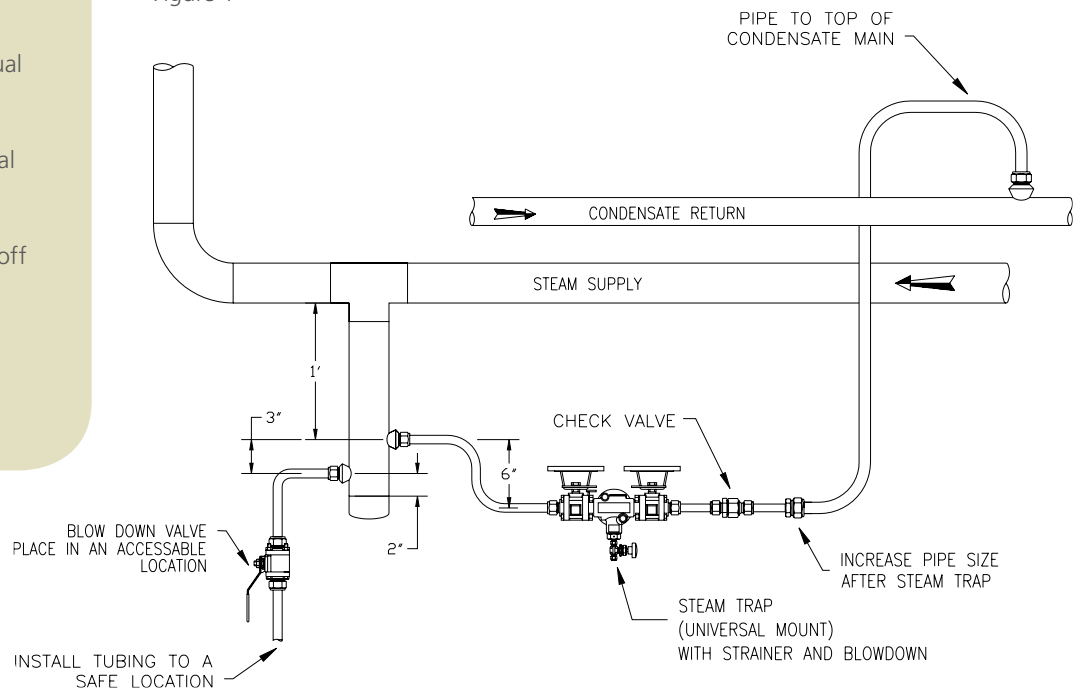 ual
al
off
PIPE TO TOP OF
CONDENSATE MAIN
CONDENSATE RETURN
STEAM SUPPLY
1'
3"
6"
2"
CHECK VALVE
BLOW DOWN VALVE
PLACE IN AN ACCESSABLE
LOCATION
INCREASE PIPE SIZE
AFTER STEAM TRAP
STEAM TRAP
(UNIVERSAL MOUNT)
WITH STRAINER AND BLOWDOWN
INSTALL TUBING TO A
SAFE LOCATION